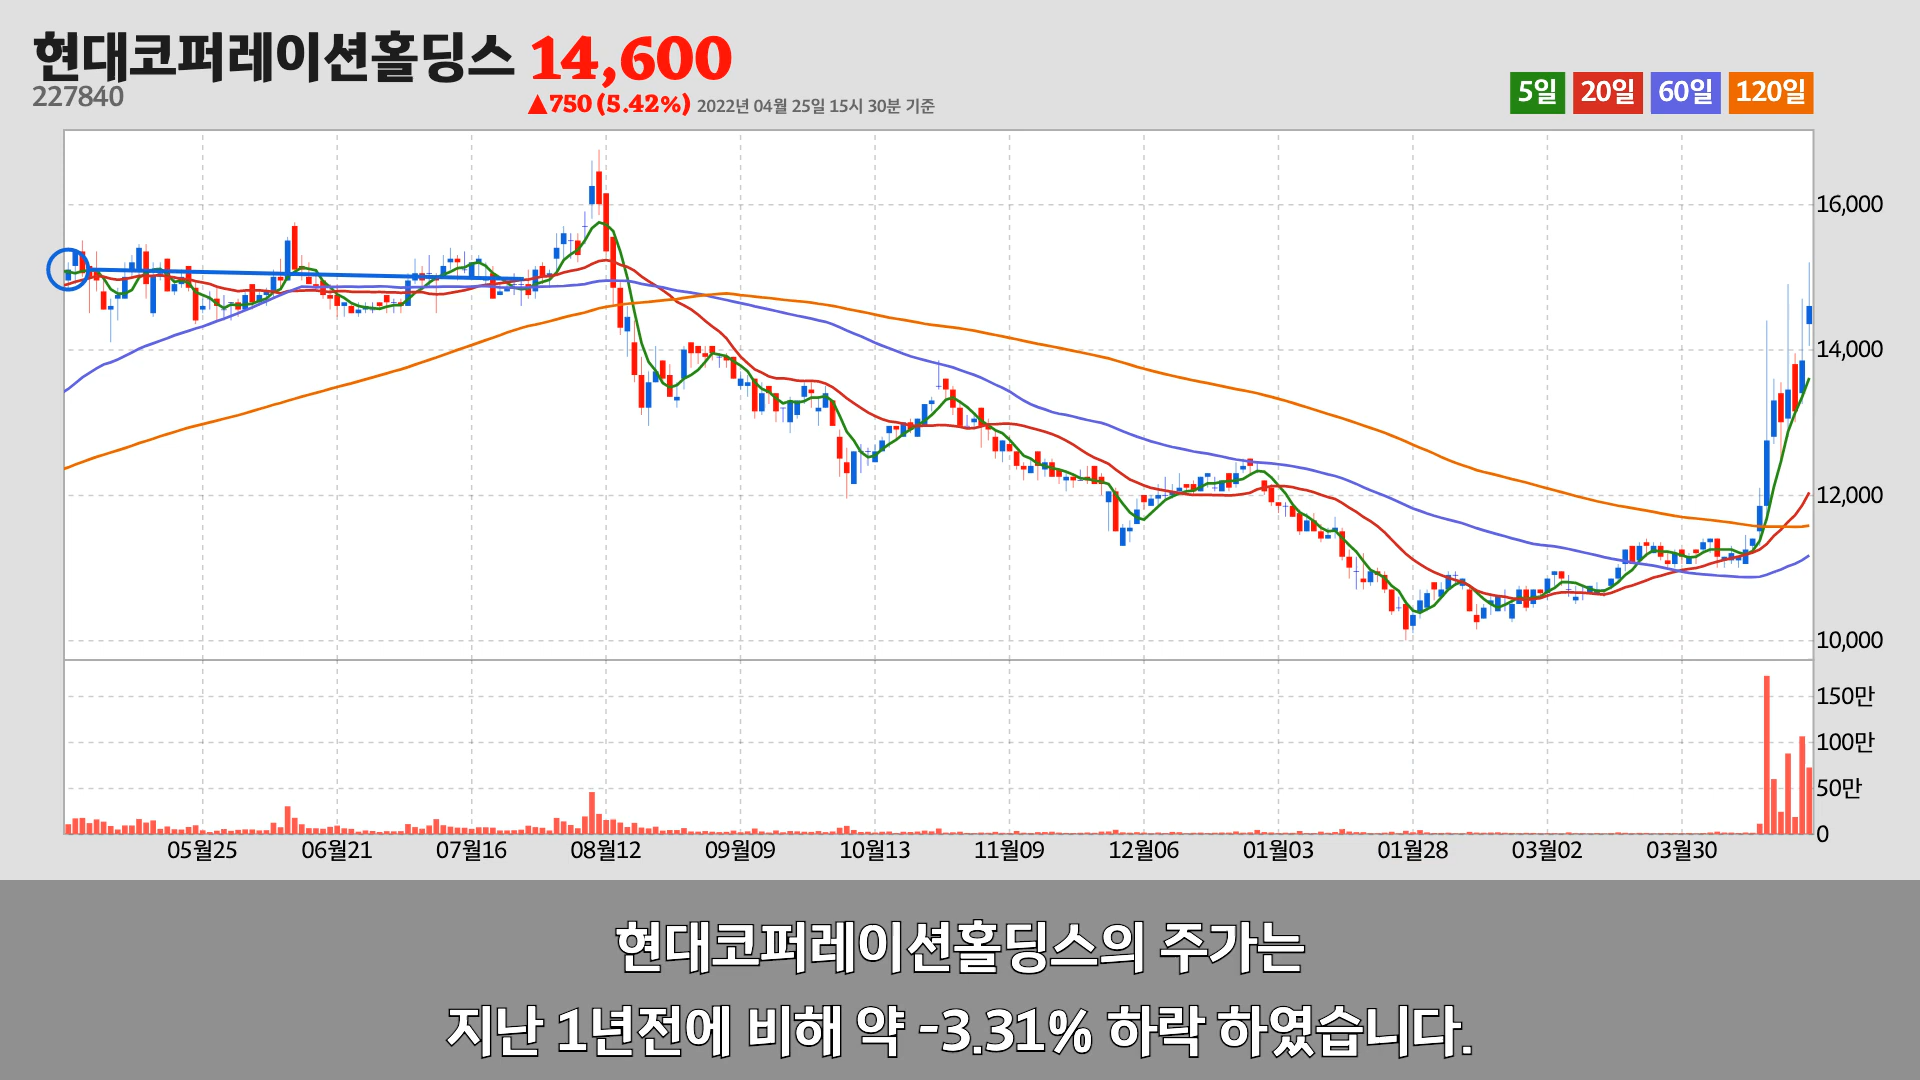 현대코퍼레이션홀딩스 14,600
227840
▲750 (5.42%) 2022년 04월 25일 15시 30분 기준
5일 20일 60일 120일
16,000
14,000
12,000
10,000
150만
100만
50만
0
05월25 06월21 07월16 08월12 09월09 10월13 11월09 12월06 01월03 01월28 03월02 03월30
현대코퍼레이션홀딩스의 주가는
지난 1년전에 비해 약 -3.31% 하락 하였습니다.